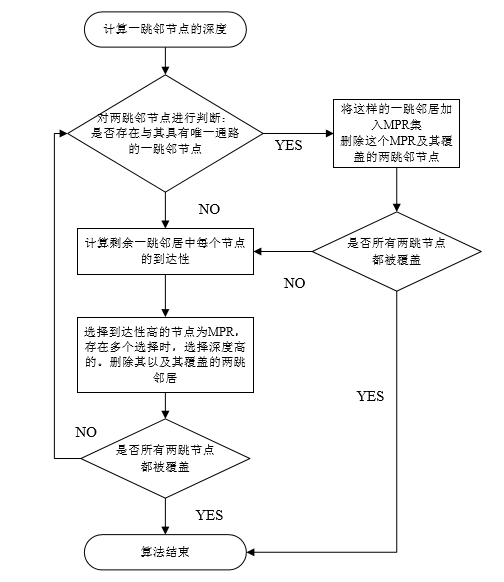 计算一跳邻节点的深度
对两跳邻节点进行判断：
是否存在与其具有唯一通路
的一跳邻节点
YES
将这样的一跳邻居加
入MPR集
删除这个MPR及其覆
盖的两跳邻节点
NO
计算剩余一跳邻居中每个节点
的到达性
是否所有两跳节点
都被覆盖
NO
选择到达性高的节点为MPR，
存在多个选择时，选择深度高
的。删除其以及其覆盖的两跳
邻居
YES
NO
是否所有两跳节点
都被覆盖
YES
算法结束